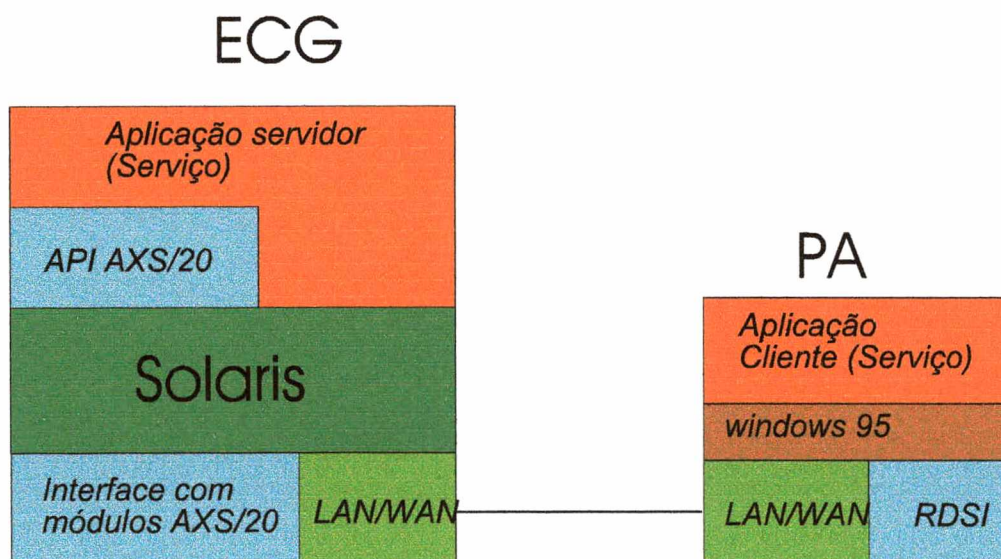 ECG
Aplicação servidor
(Serviço)
API AXS/20
Solaris
Interface com
módulos AXS/20
LAN/WAN
PA
Aplicação
Cliente (Serviço)
windows 95
LAN/WAN
RDSI